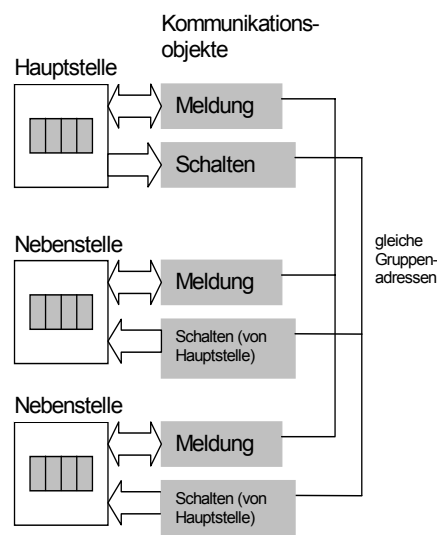 Kommunikations-
objekte
Hauptstelle
Meldung
Schalten
Nebenstelle
Meldung
gleiche
Gruppen-
adressen
Schalten (von
Hauptstelle)
Nebenstelle
Meldung
Schalten (von
Hauptstelle)